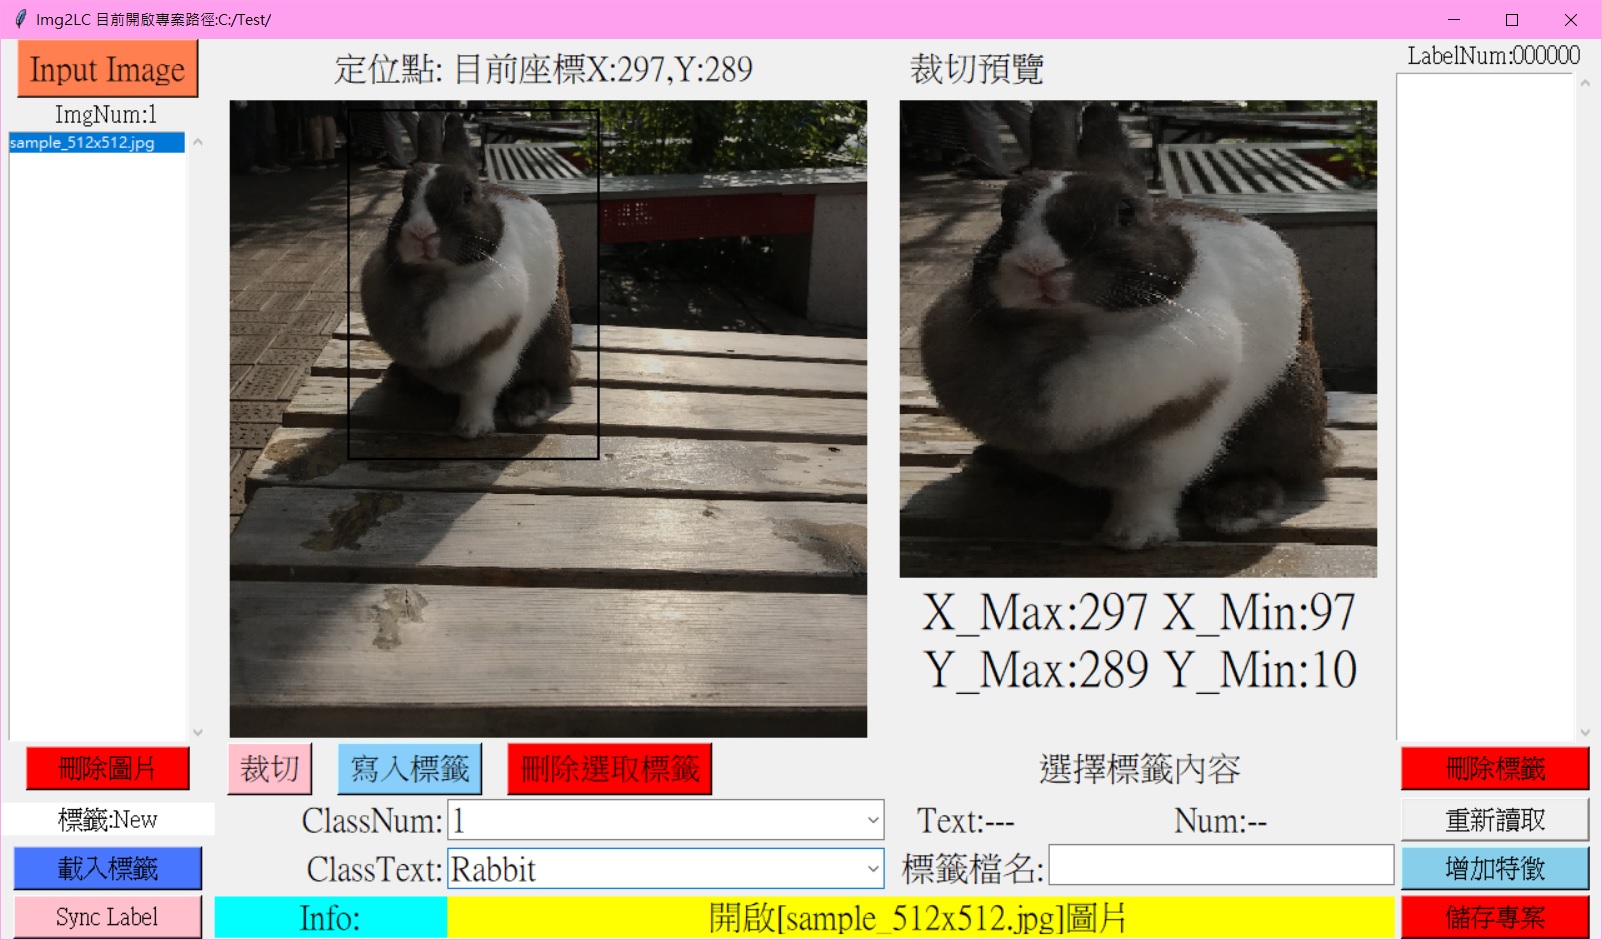 Img2LC 目前開啟專案路徑:C:/Test/
Input Image
定位點: 目前座標X:297,Y:289
裁切預覽
LabelNum:000000
ImgNum:1
sample_512x512.jpg
X_Max:297 X_Min:97
Y_Max:289 Y_Min:10
刪除圖片
裁切
寫入標籤
刪除選取標籤
選擇標籤內容
刪除標籤
標籤:New
ClassNum: 1
Text:---
Num:--
重新讀取
載入標籤
ClassText: Rabbit
標籤檔名:
增加特徵
Sync Label
Info:
開啟[sample_512x512.jpg]圖片
儲存專案